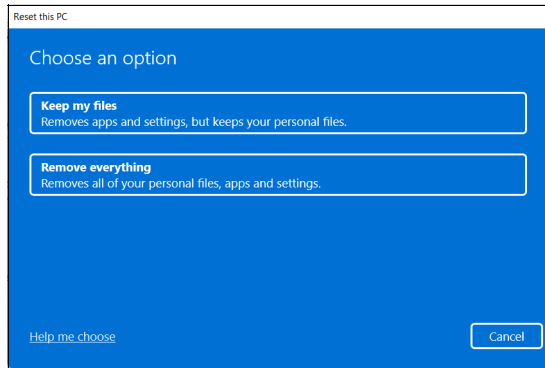 Reset this PC
Choose an option
Keep my files
Removes apps and settings, but keeps your personal files.
Remove everything
Removes all of your personal files, apps and settings.
Help me choose
Cancel